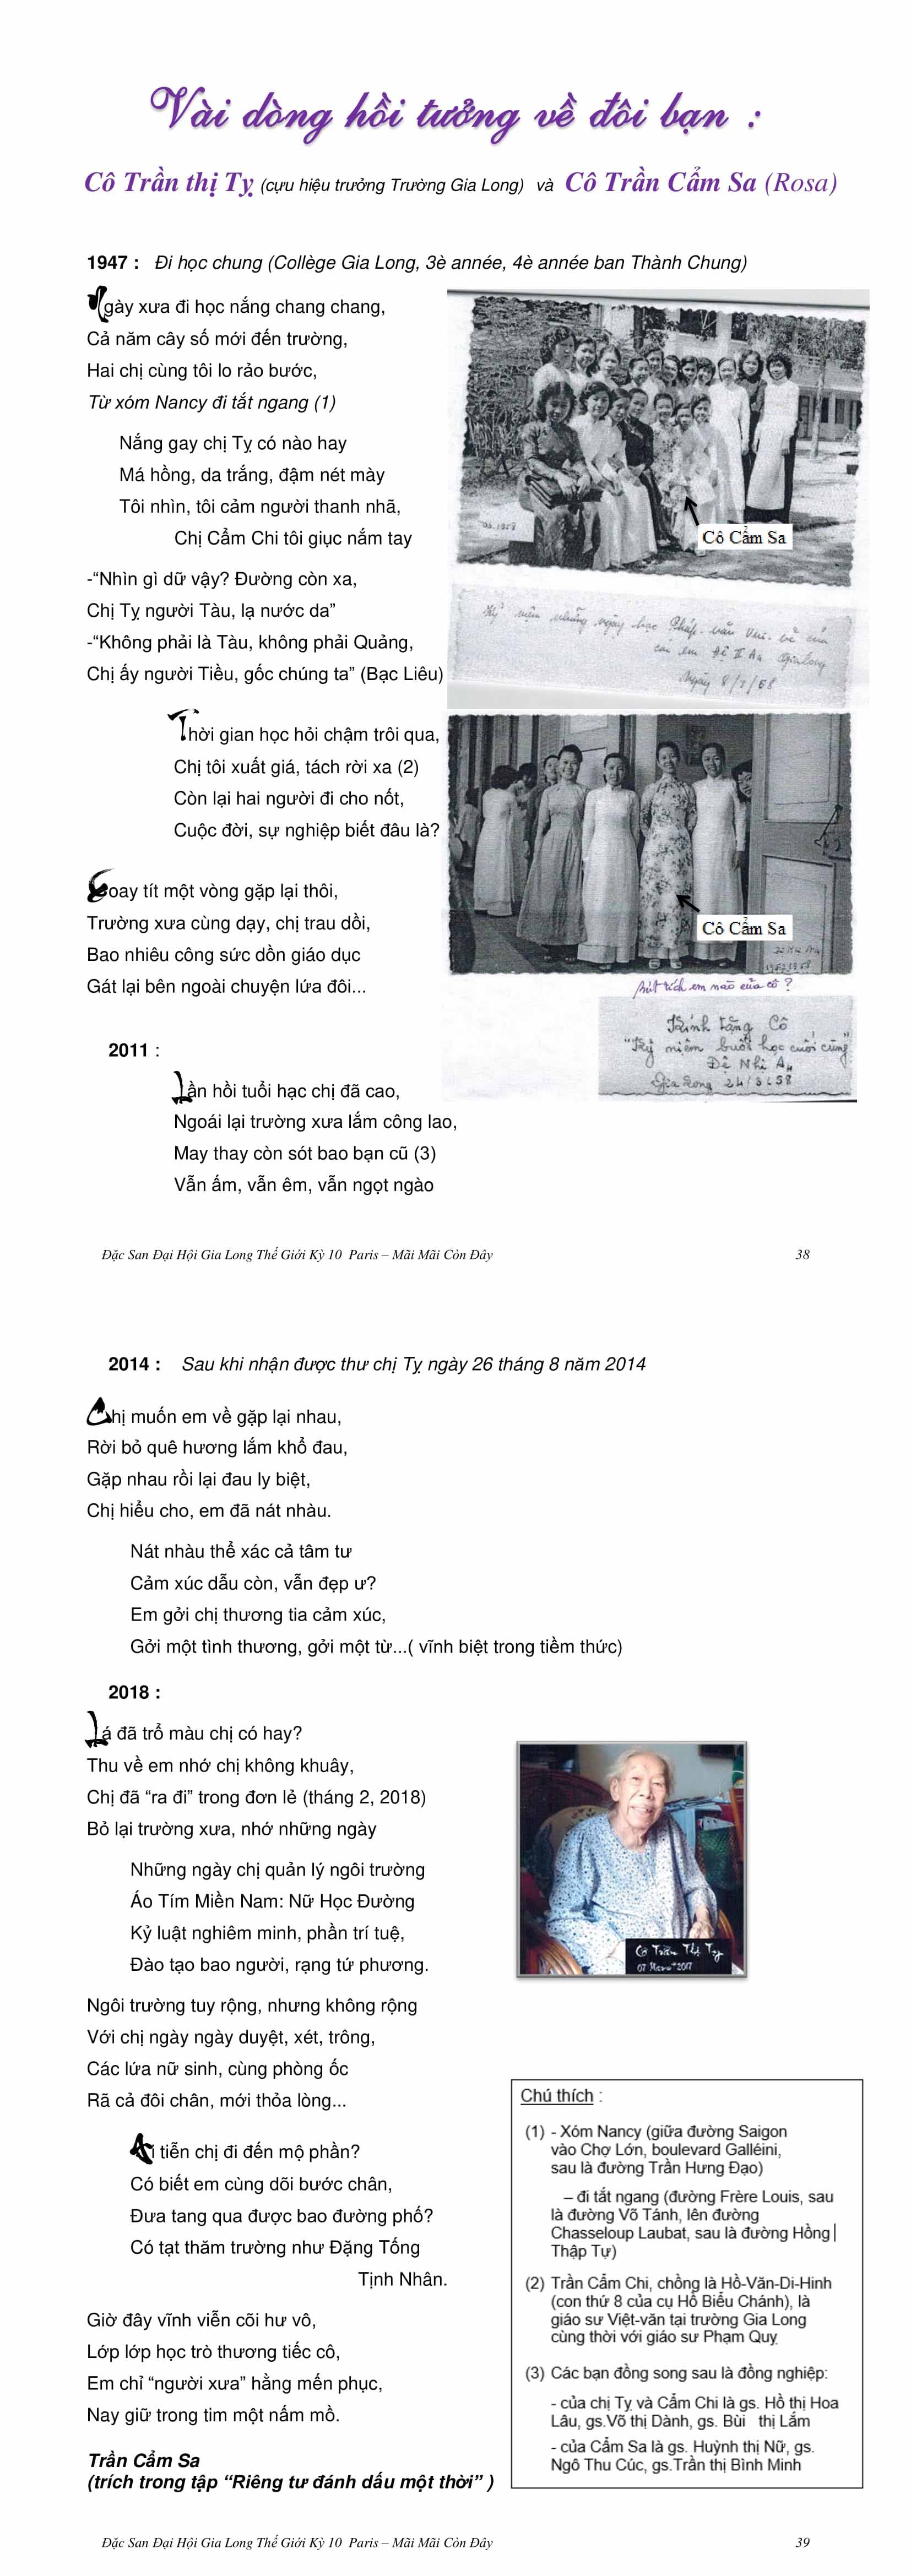 Vài dòng hồi tưởng về đôi bạn :
Cô Trần thị Tỵ (cựu hiệu trưởng Trường Gia Long) và Cô Trần Cẩm Sa (Rosa)
1947 : Đi học chung (Collège Gia Long, 3è année, 4è année ban Thành Chung)
Ngày xưa đi học nắng chang chang,
Cả năm cây số mới đến trường,
Hai chị cùng tôi lo rảo bước,
Từ xóm Nancy đi tắt ngang (1)
Nắng gay chị Tỵ có nào hay
Má hồng, da trắng, đậm nét mày
Tôi nhìn, tôi cảm người thanh nhã,
Chị Cẩm Chi tôi giục nắm tay
-“Nhìn gì dữ vậy? Đường còn xa,
Chị Tỵ người Tàu, lạ nước da”
-“Không phải là Tàu, không phải Quảng,
Chị ấy người Tiều, gốc chúng ta” (Bạc Liêu)
Thời gian học hỏi chậm trôi qua,
Chị tôi xuất giá, tách rời xa (2)
Còn lại hai người đi cho nốt,
Cuộc đời, sự nghiệp biết đâu là?
Xoay tít một vòng gặp lại thôi,
Trường xưa cùng dạy, chị trau dồi,
Bao nhiêu công sức dồn giáo dục
Gát lại bên ngoài chuyện lứa đôi...
Cô Cẩm Sa
Kỷ niệm những ngày học Pháp văn vui vẻ của
các em Đệ II A4 Gialong
Ngày 8/3/58
Cô Cẩm Sa
bút tích em nào của cô ?
Kính tặng Cô
"Kỷ niệm buổi học cuối cùng"
Đệ Nhị A4
Gia Long 24/3/58
2011 :
Lần hồi tuổi hạc chị đã cao,
Ngoái lại trường xưa lắm công lao,
May thay còn sót bao bạn cũ (3)
Vẫn ấm, vẫn êm, vẫn ngọt ngào
Đặc San Đại Hội Gia Long Thế Giới Kỳ 10 Paris – Mãi Mãi Còn Đây 38
2014 : Sau khi nhận được thư chị Tỵ ngày 26 tháng 8 năm 2014
Chị muốn em về gặp lại nhau,
Rời bỏ quê hương lắm khổ đau,
Gặp nhau rồi lại đau ly biệt,
Chị hiểu cho, em đã nát nhàu.
Nát nhàu thể xác cả tâm tư
Cảm xúc dẫu còn, vẫn đẹp ư?
Em gởi chị thương tia cảm xúc,
Gởi một tình thương, gởi một từ...( vĩnh biệt trong tiềm thức)
2018 :
Lá đã trổ màu chị có hay?
Thu về em nhớ chị không khuây,
Chị đã “ra đi” trong đơn lẻ (tháng 2, 2018)
Bỏ lại trường xưa, nhớ những ngày
Những ngày chị quản lý ngôi trường
Áo Tím Miền Nam: Nữ Học Đường
Kỷ luật nghiêm minh, phần trí tuệ,
Đào tạo bao người, rạng tứ phương.
Cô Trần Thị Tỵ
07 Mars 2017
Ngôi trường tuy rộng, nhưng không rộng
Với chị ngày ngày duyệt, xét, trông,
Các lứa nữ sinh, cùng phòng ốc
Rã cả đôi chân, mới thỏa lòng...
Ai tiễn chị đi đến mộ phần?
Có biết em cùng dõi bước chân,
Đưa tang qua được bao đường phố?
Có tạt thăm trường như Đặng Tống
Tịnh Nhân.
Giờ đây vĩnh viễn cõi hư vô,
Lớp lớp học trò thương tiếc cô,
Em chỉ “người xưa” hằng mến phục,
Nay giữ trong tim một nấm mồ.
Trần Cẩm Sa
(trích trong tập “Riêng tư đánh dấu một thời” )
Chú thích :
(1) - Xóm Nancy (giữa đường Saigon
vào Chợ Lớn, boulevard Galléini,
sau là đường Trần Hưng Đạo)
– đi tắt ngang (đường Frère Louis, sau
là đường Võ Tánh, lên đường
Chasseloup Laubat, sau là đường Hồng
Thập Tự)
(2) Trần Cẩm Chi, chồng là Hồ-Văn-Di-Hinh
(con thứ 8 của cụ Hồ Biểu Chánh), là
giáo sư Việt-văn tại trường Gia Long
cùng thời với giáo sư Phạm Quy
(3) Các bạn đồng song sau là đồng nghiệp:
- của chị Tỵ và Cẩm Chi là gs. Hồ thị Hoa
Lâu, gs.Võ thị Dành, gs. Bùi thị Lắm
- của Cẩm Sa là gs. Huỳnh thị Nữ, gs.
Ngô Thu Cúc, gs.Trần thị Bình Minh
Đặc San Đại Hội Gia Long Thế Giới Kỳ 10 Paris – Mãi Mãi Còn Đây 39